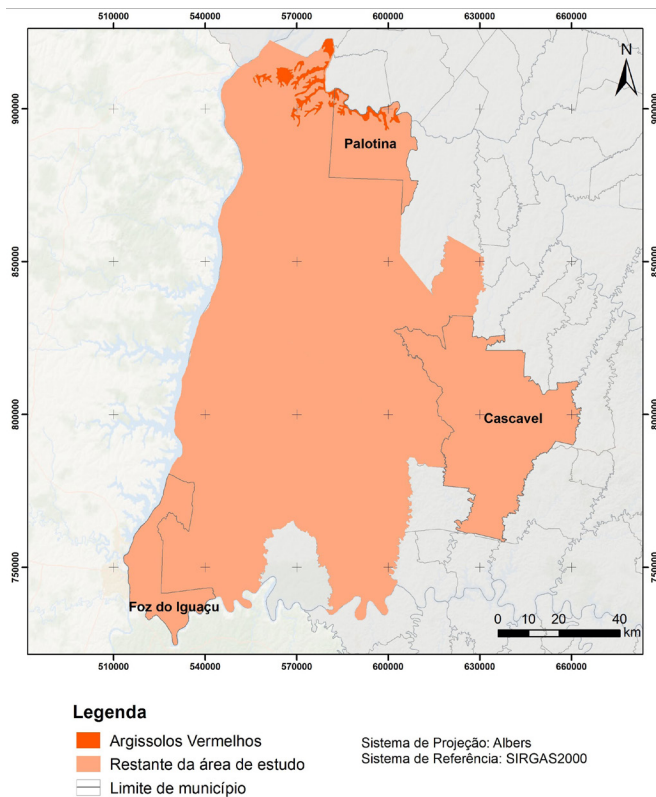 510000 540000 570000 600000 630000 660000
N
900000 900000
Palotina
850000 850000
800000 800000
Cascavel
750000 750000
Foz do Iguaçu
0 10 20 40
km
510000 540000 570000 600000 630000 660000
Legenda
Argissolos Vermelhos
Restante da área de estudo
Limite de município
Sistema de Projeção: Albers
Sistema de Referência: SIRGAS2000